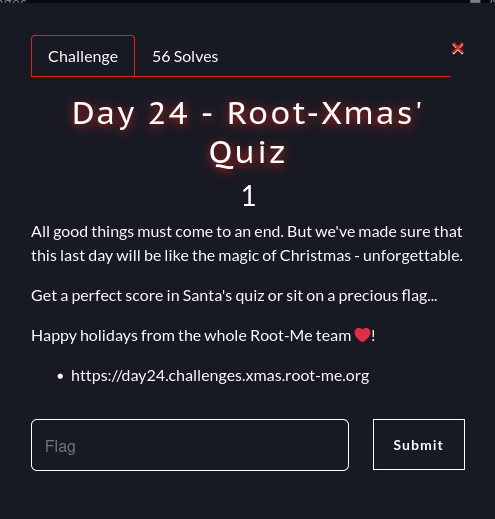 Challenge
56 Solves
Day 24 - Root-Xmas'
Quiz
1
All good things must come to an end. But we've made sure that
this last day will be like the magic of Christmas - unforgettable.
Get a perfect score in Santa's quiz or sit on a precious flag...
Happy holidays from the whole Root-Me team ❤️!
• https://day24.challenges.xmas.root-me.org
Flag
Submit